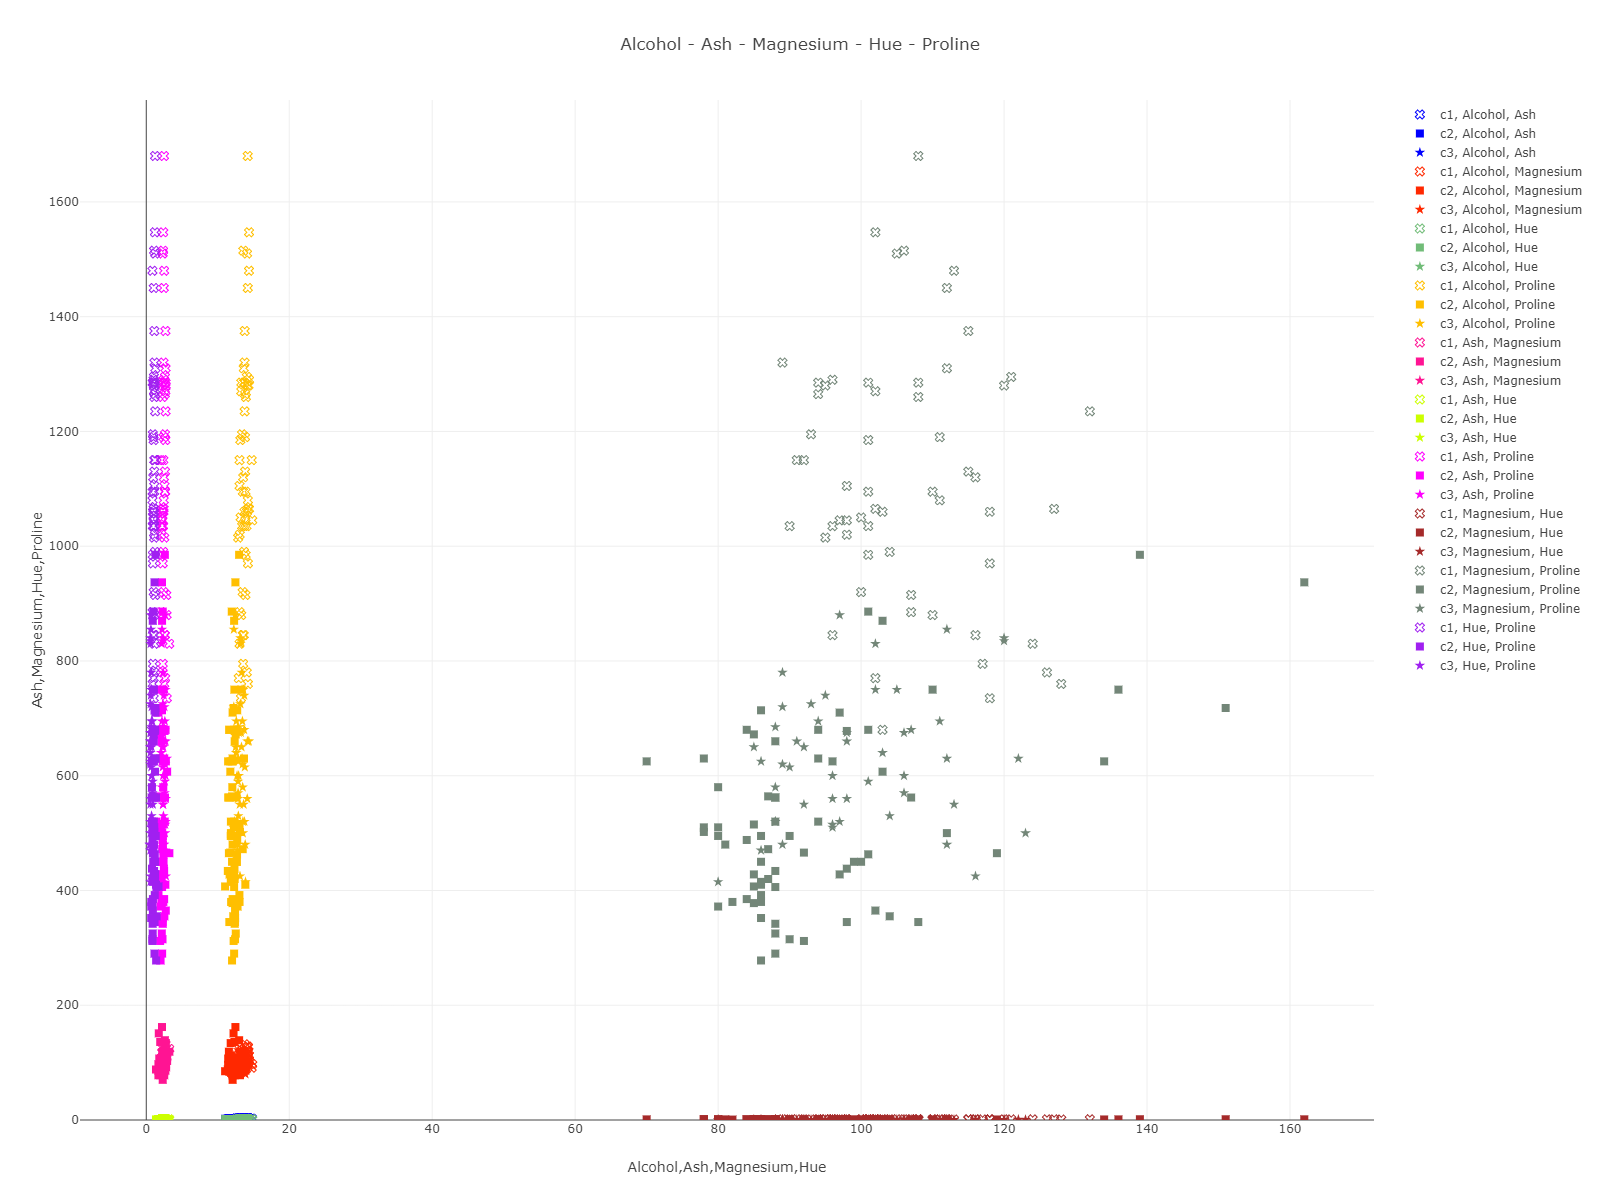 Alcohol - Ash - Magnesium - Hue - Proline
Ash,Magnesium,Hue,Proline
1600
1400
1200
1000
800
600
400
200
0
0 20 40 60 80 100 120 140 160
Alcohol,Ash,Magnesium,Hue
c1, Alcohol, Ash
c2, Alcohol, Ash
c3, Alcohol, Ash
c1, Alcohol, Magnesium
c2, Alcohol, Magnesium
c3, Alcohol, Magnesium
c1, Alcohol, Hue
c2, Alcohol, Hue
c3, Alcohol, Hue
c1, Alcohol, Proline
c2, Alcohol, Proline
c3, Alcohol, Proline
c1, Ash, Magnesium
c2, Ash, Magnesium
c3, Ash, Magnesium
c1, Ash, Hue
c2, Ash, Hue
c3, Ash, Hue
c1, Ash, Proline
c2, Ash, Proline
c3, Ash, Proline
c1, Magnesium, Hue
c2, Magnesium, Hue
c3, Magnesium, Hue
c1, Magnesium, Proline
c2, Magnesium, Proline
c3, Magnesium, Proline
c1, Hue, Proline
c2, Hue, Proline
c3, Hue, Proline